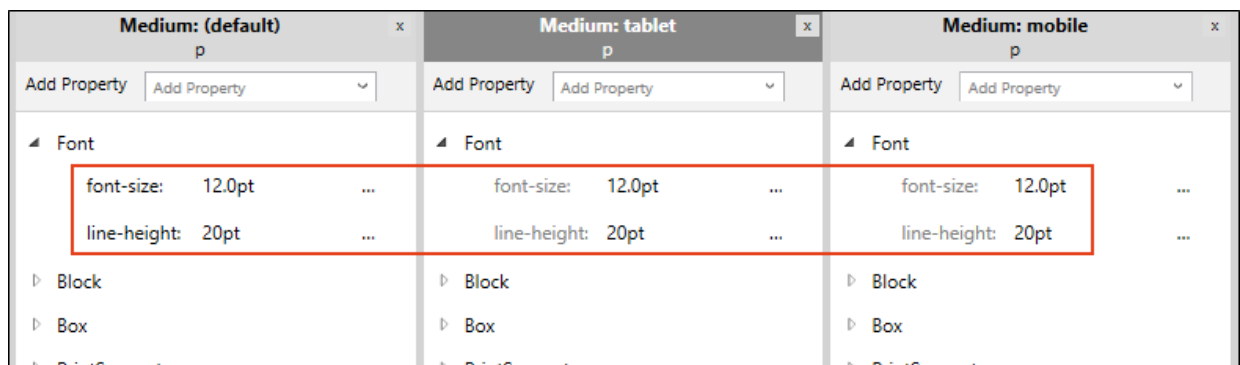 Medium: (default) x Medium: tablet x Medium: mobile x
p p p
Add Property Add Property Add Property Add Property Add Property Add Property
Font Font Font
font-size: 12.0pt ... font-size: 12.0pt ... font-size: 12.0pt ...
line-height: 20pt ... line-height: 20pt ... line-height: 20pt ...
Block Block Block
Box Box Box